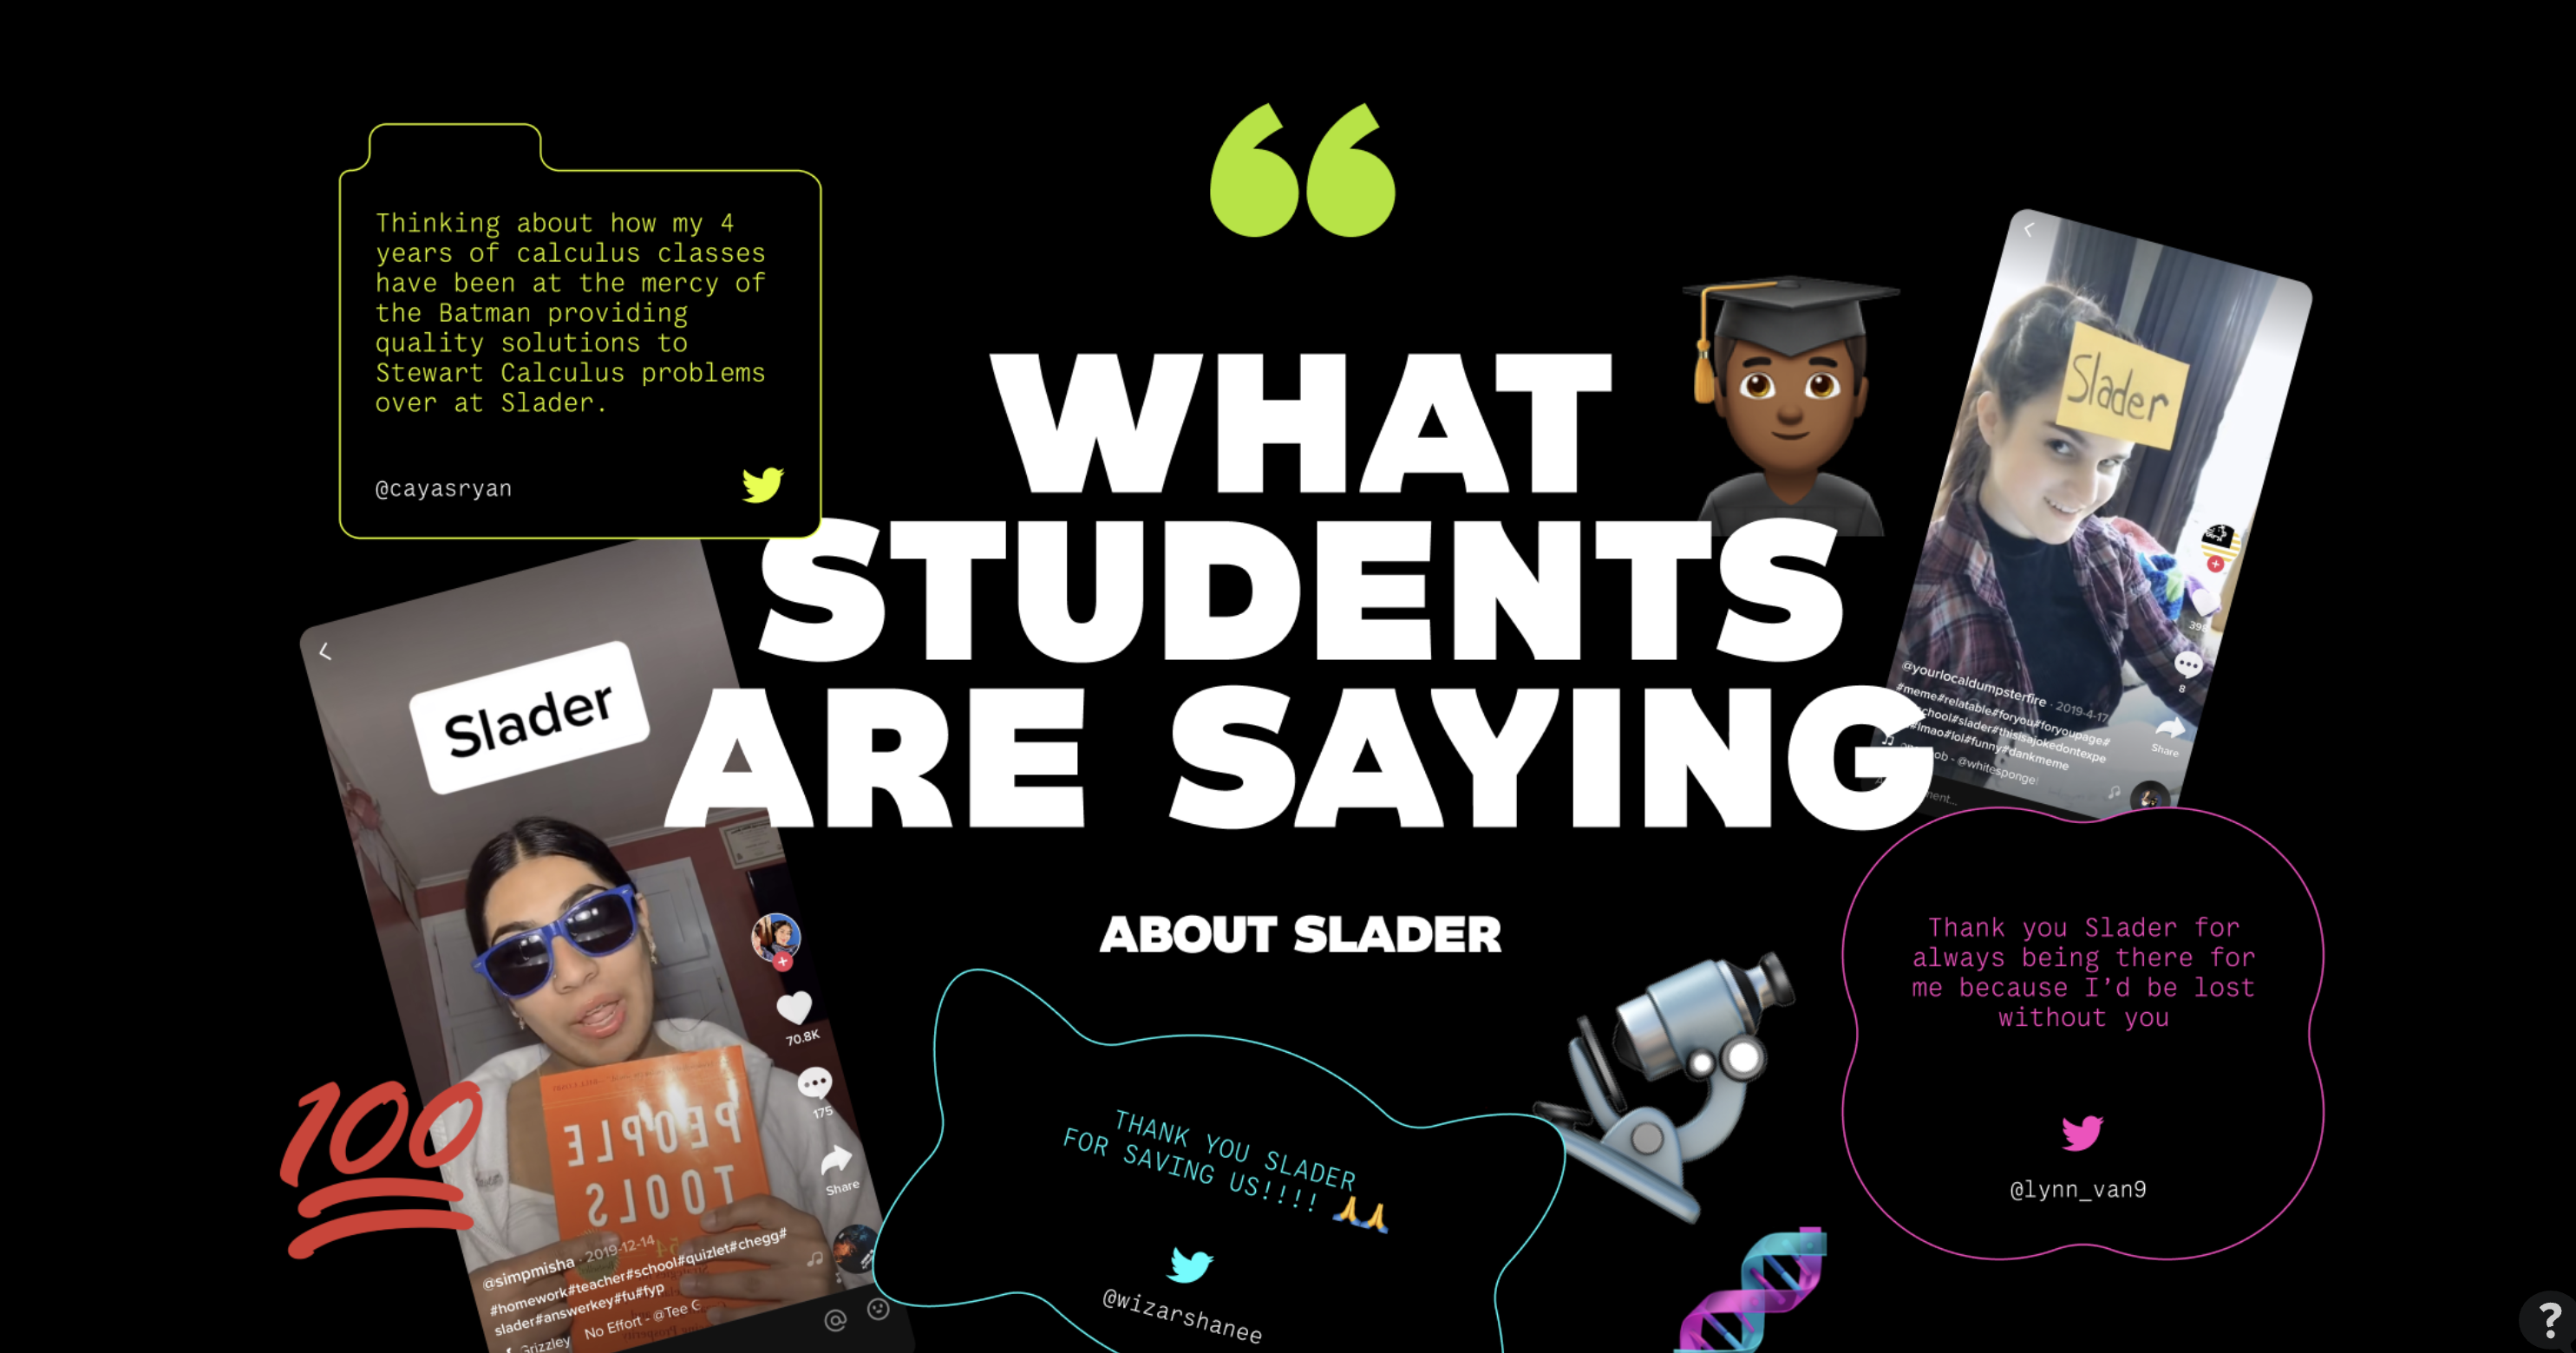 Thinking about how my 4
years of calculus classes
have been at the mercy of
the Batman providing
quality solutions to
Stewart Calculus problems
over at Slader.
@cayasryan
WHAT
STUDENTS
ARE SAYING
ABOUT SLADER
Slader
PEOPLE
TOOLS
70.8K
175
Share
@simpmisha · 2019-12-14
#homework#teacher#school#quizlet#chegg#
slader#answerkey#fu#fyp
Grizzley No Effort - @Tee G
Slader
398
8
Share
@yourlocaldumpsterfire · 2019-4-17
#meme#relatable#foryou#foryoupage#
chool#slader#thisisajokedontexpe
#lmao#lol#funny#dankmeme
@whitesponge
THANK YOU SLADER
FOR SAVING US!!!! 🙏🙏
@wizarshanee
Thank you Slader for
always being there for
me because I’d be lost
without you
@lynn_van9
100
?